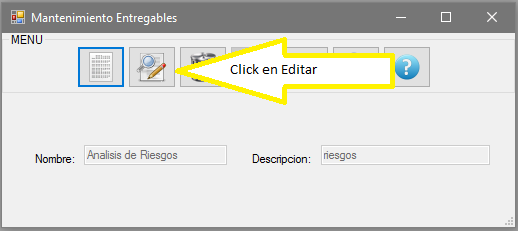 Mantenimiento Entregables
MENU
Click en Editar
?
Nombre: Analisis de Riesgos Descripcion: riesgos